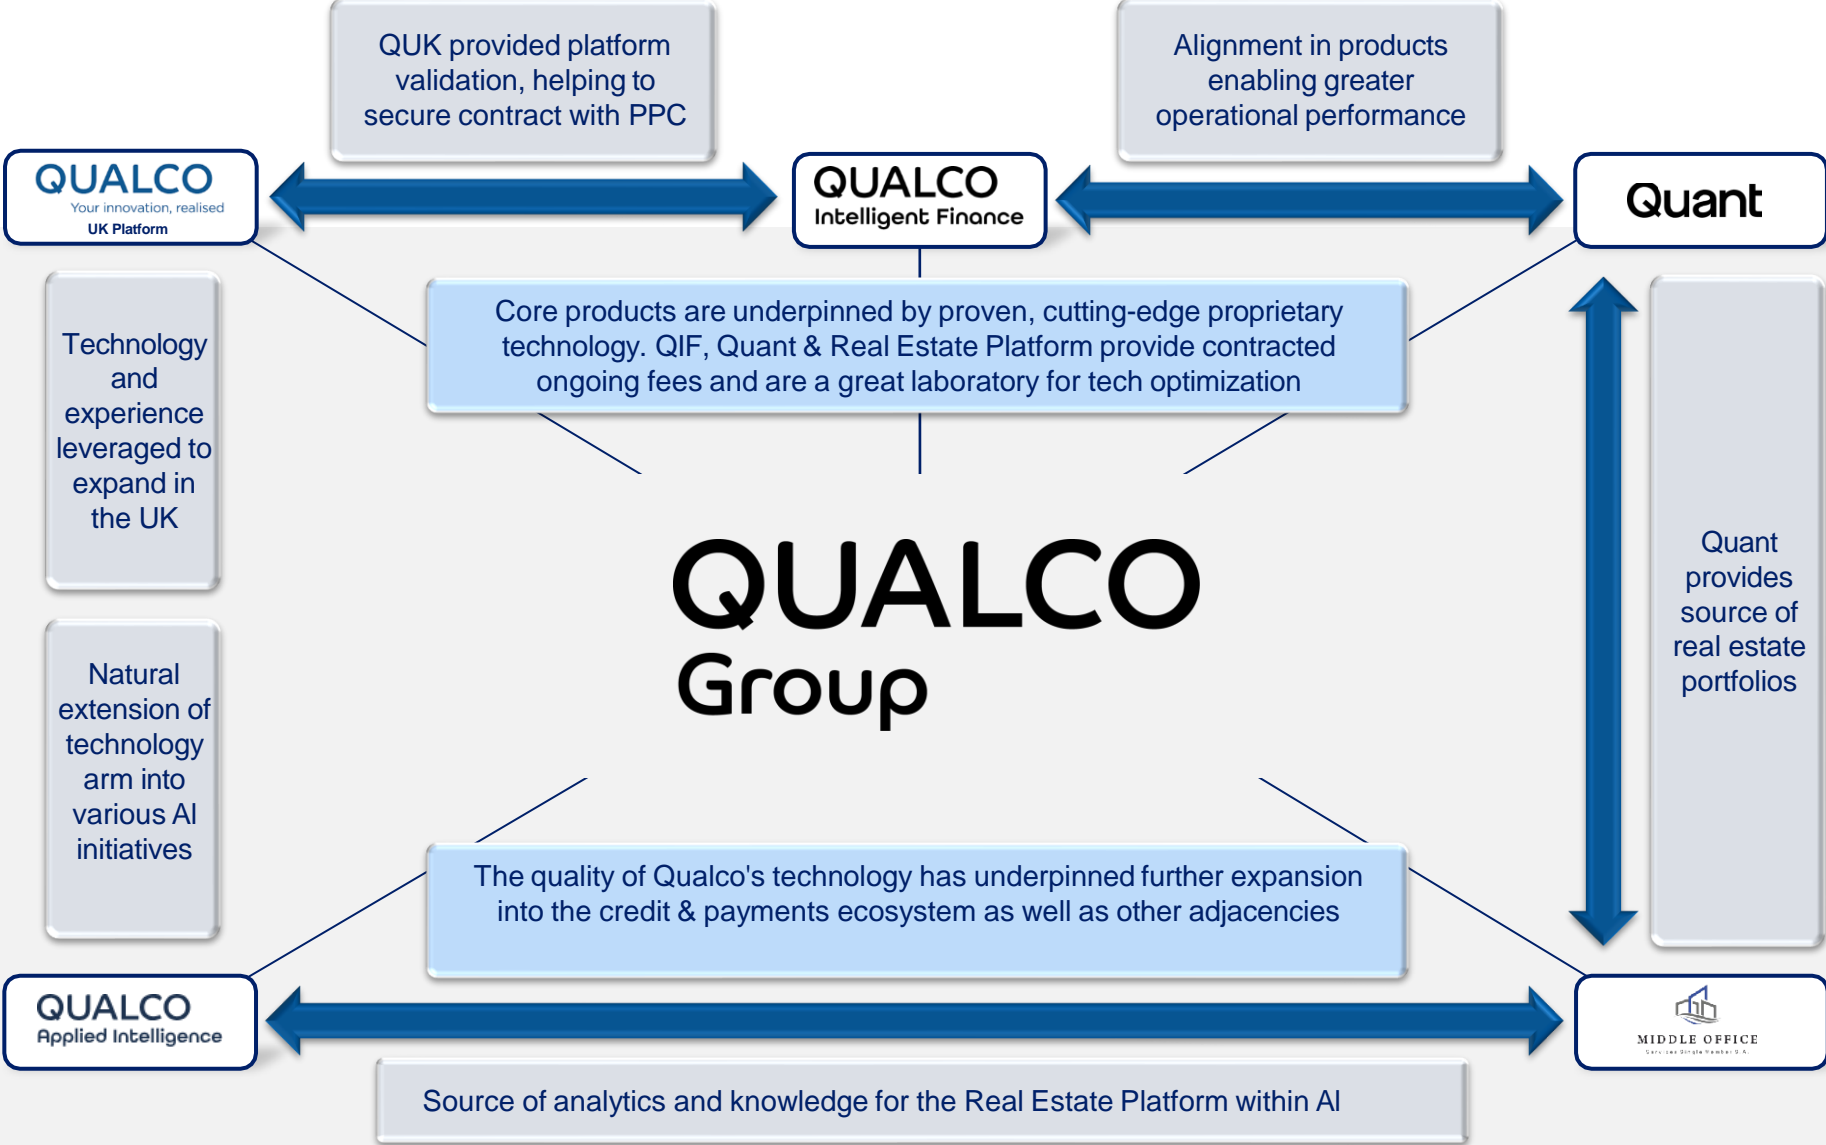 QUK provided platform
validation, helping to
secure contract with PPC
Alignment in products
enabling greater
operational performance
QUALCO
Your innovation, realised
UK Platform
QUALCO
Intelligent Finance
Quant
Technology
and
experience
leveraged to
expand in
the UK
Core products are underpinned by proven, cutting-edge proprietary
technology. QIF, Quant & Real Estate Platform provide contracted
ongoing fees and are a great laboratory for tech optimization
QUALCO
Group
Quant
provides
source of
real estate
portfolios
Natural
extension of
technology
arm into
various AI
initiatives
The quality of Qualco's technology has underpinned further expansion
into the credit & payments ecosystem as well as other adjacencies
QUALCO
Applied Intelligence
MIDDLE OFFICE
Services Single Member S.A.
Source of analytics and knowledge for the Real Estate Platform within AI